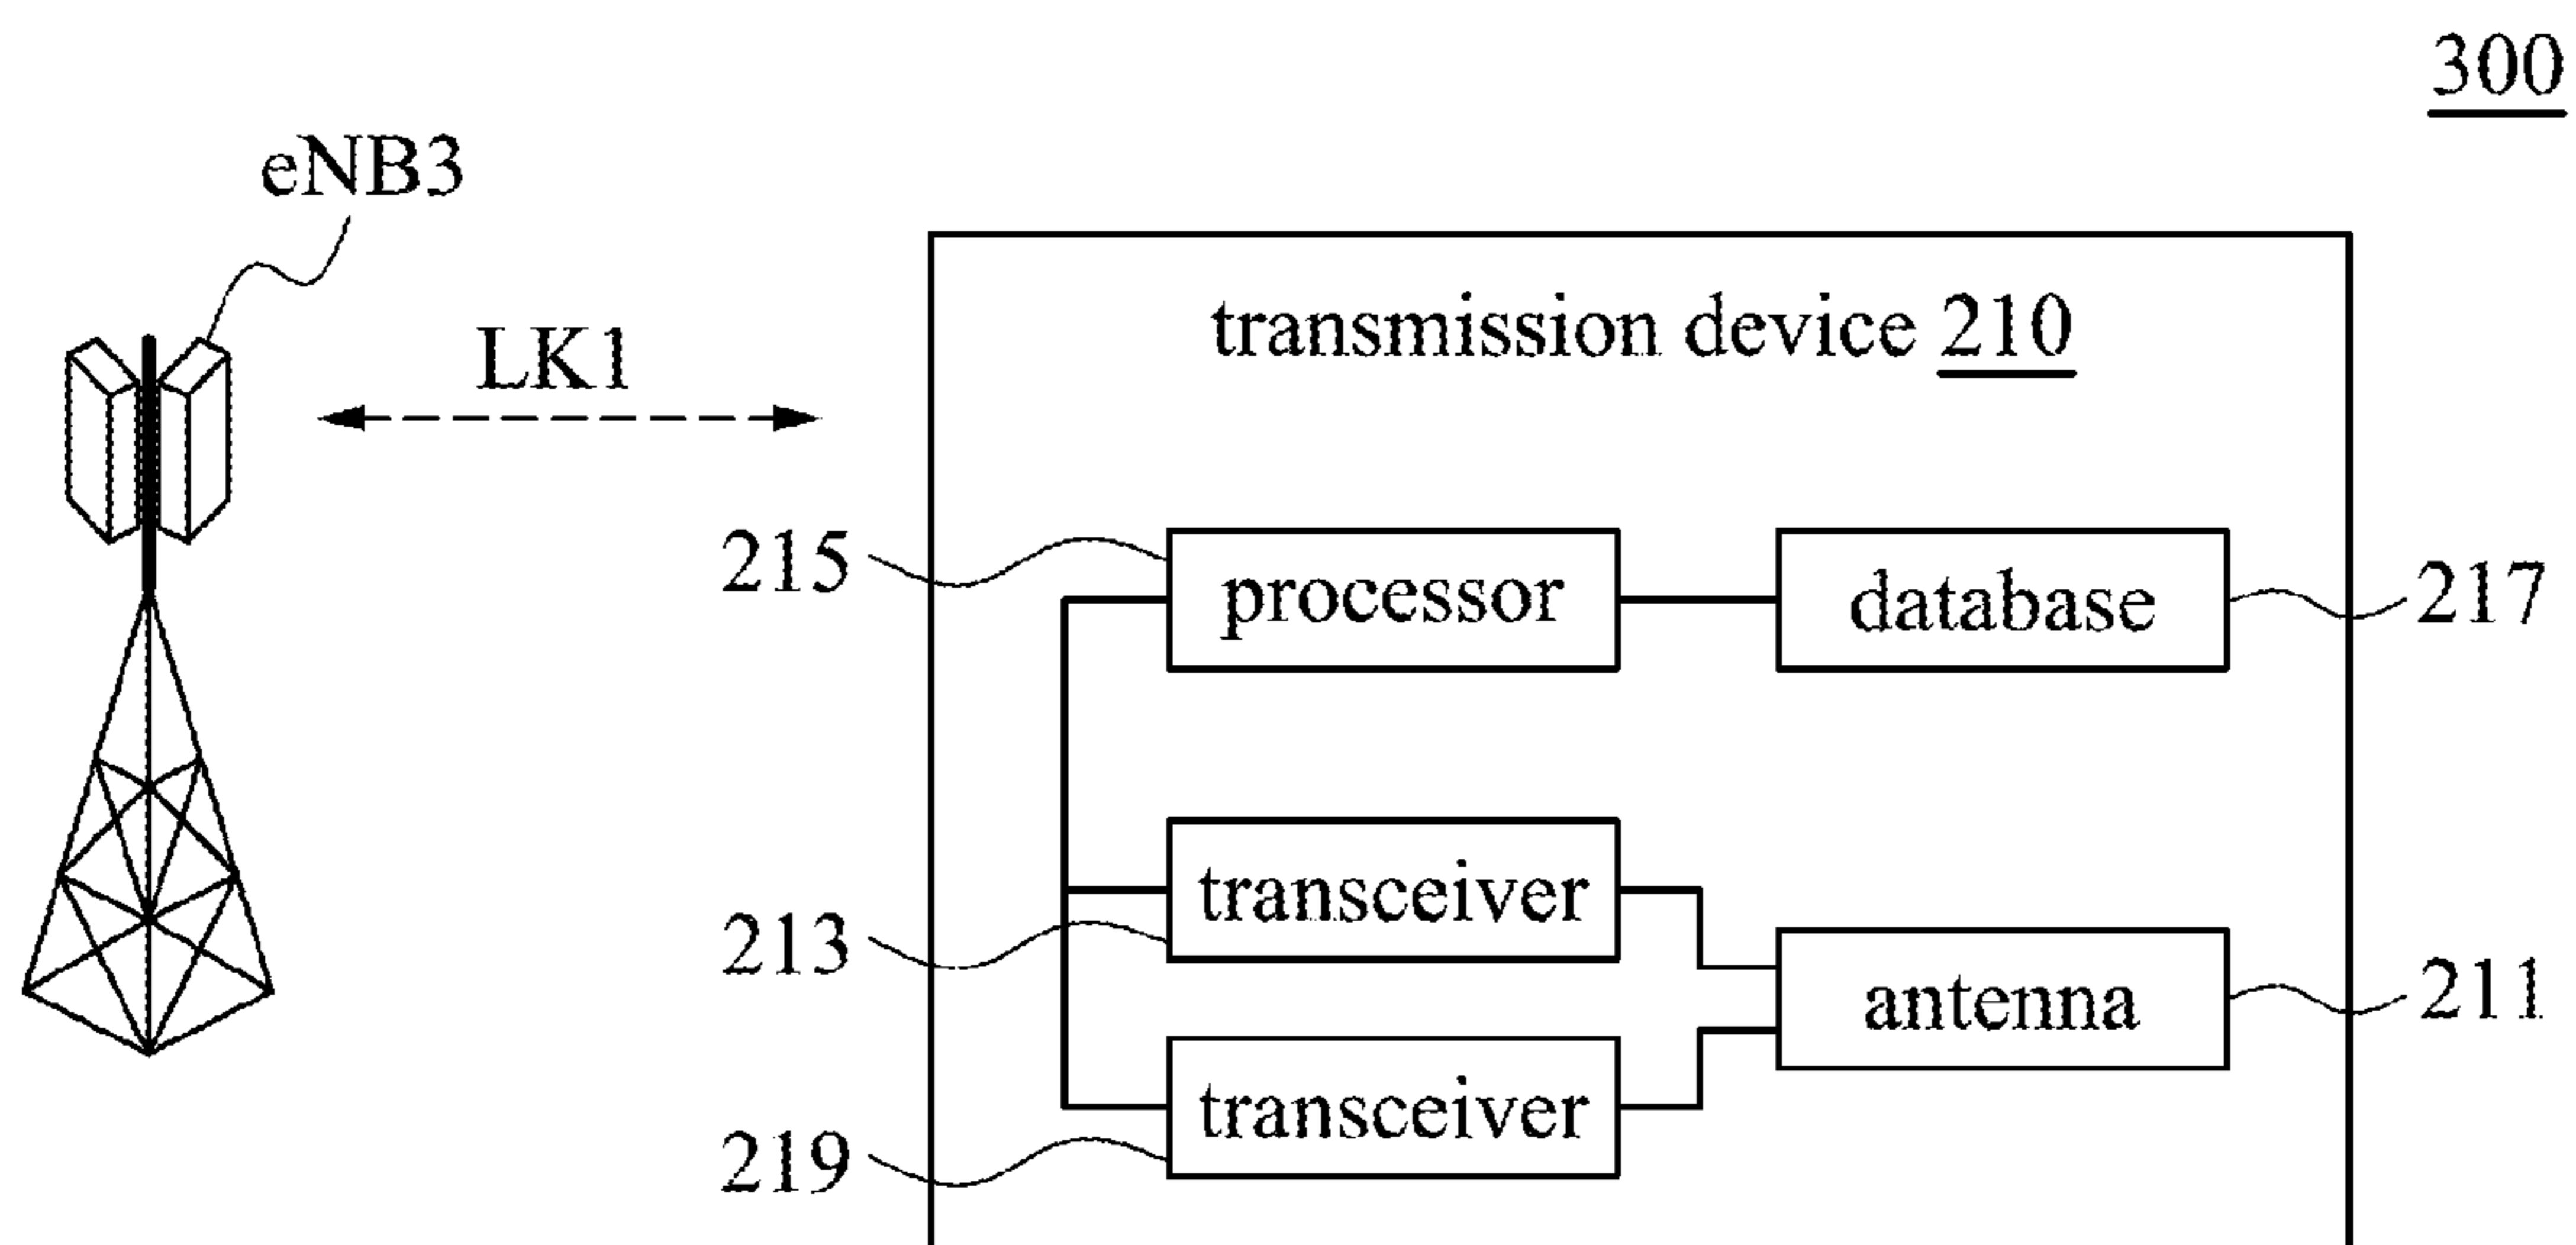 300
eNB3
transmission device 210
LK1
215
processor
database
217
transceiver
213
antenna
211
transceiver
219